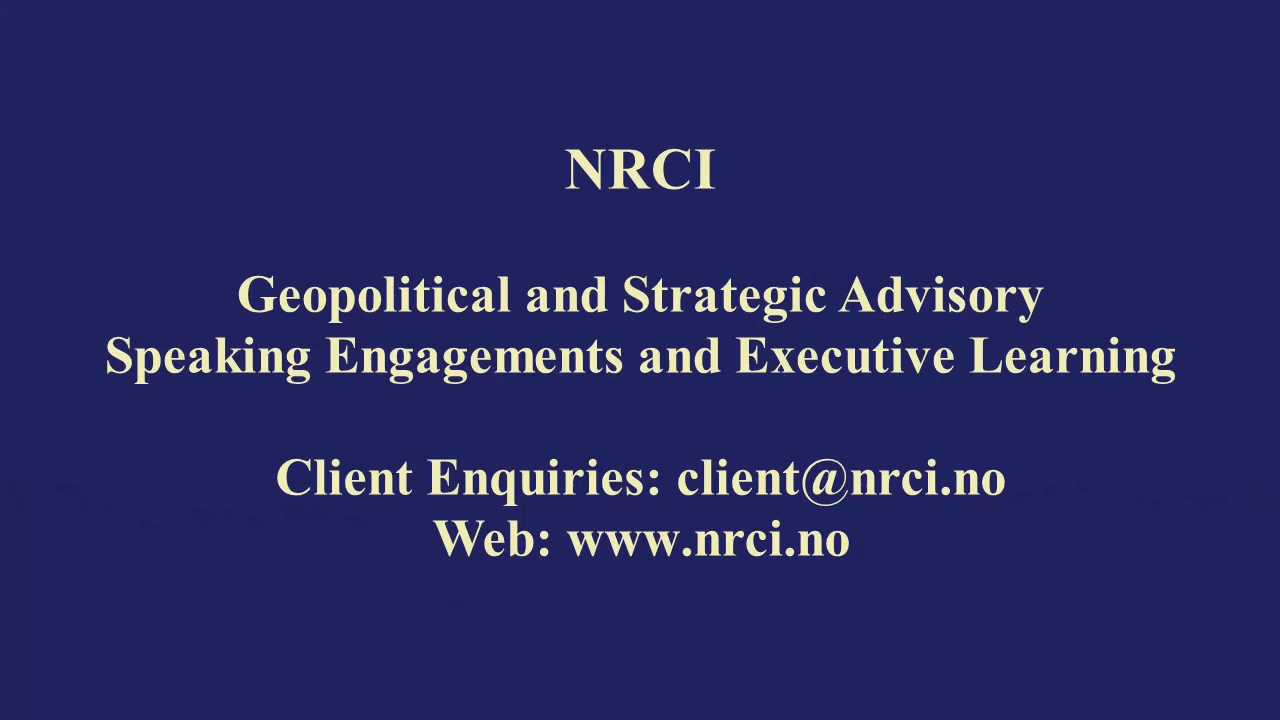 NRCI
Geopolitical and Strategic Advisory
Speaking Engagements and Executive Learning
Client Enquiries: client@nrci.no
Web: www.nrci.no